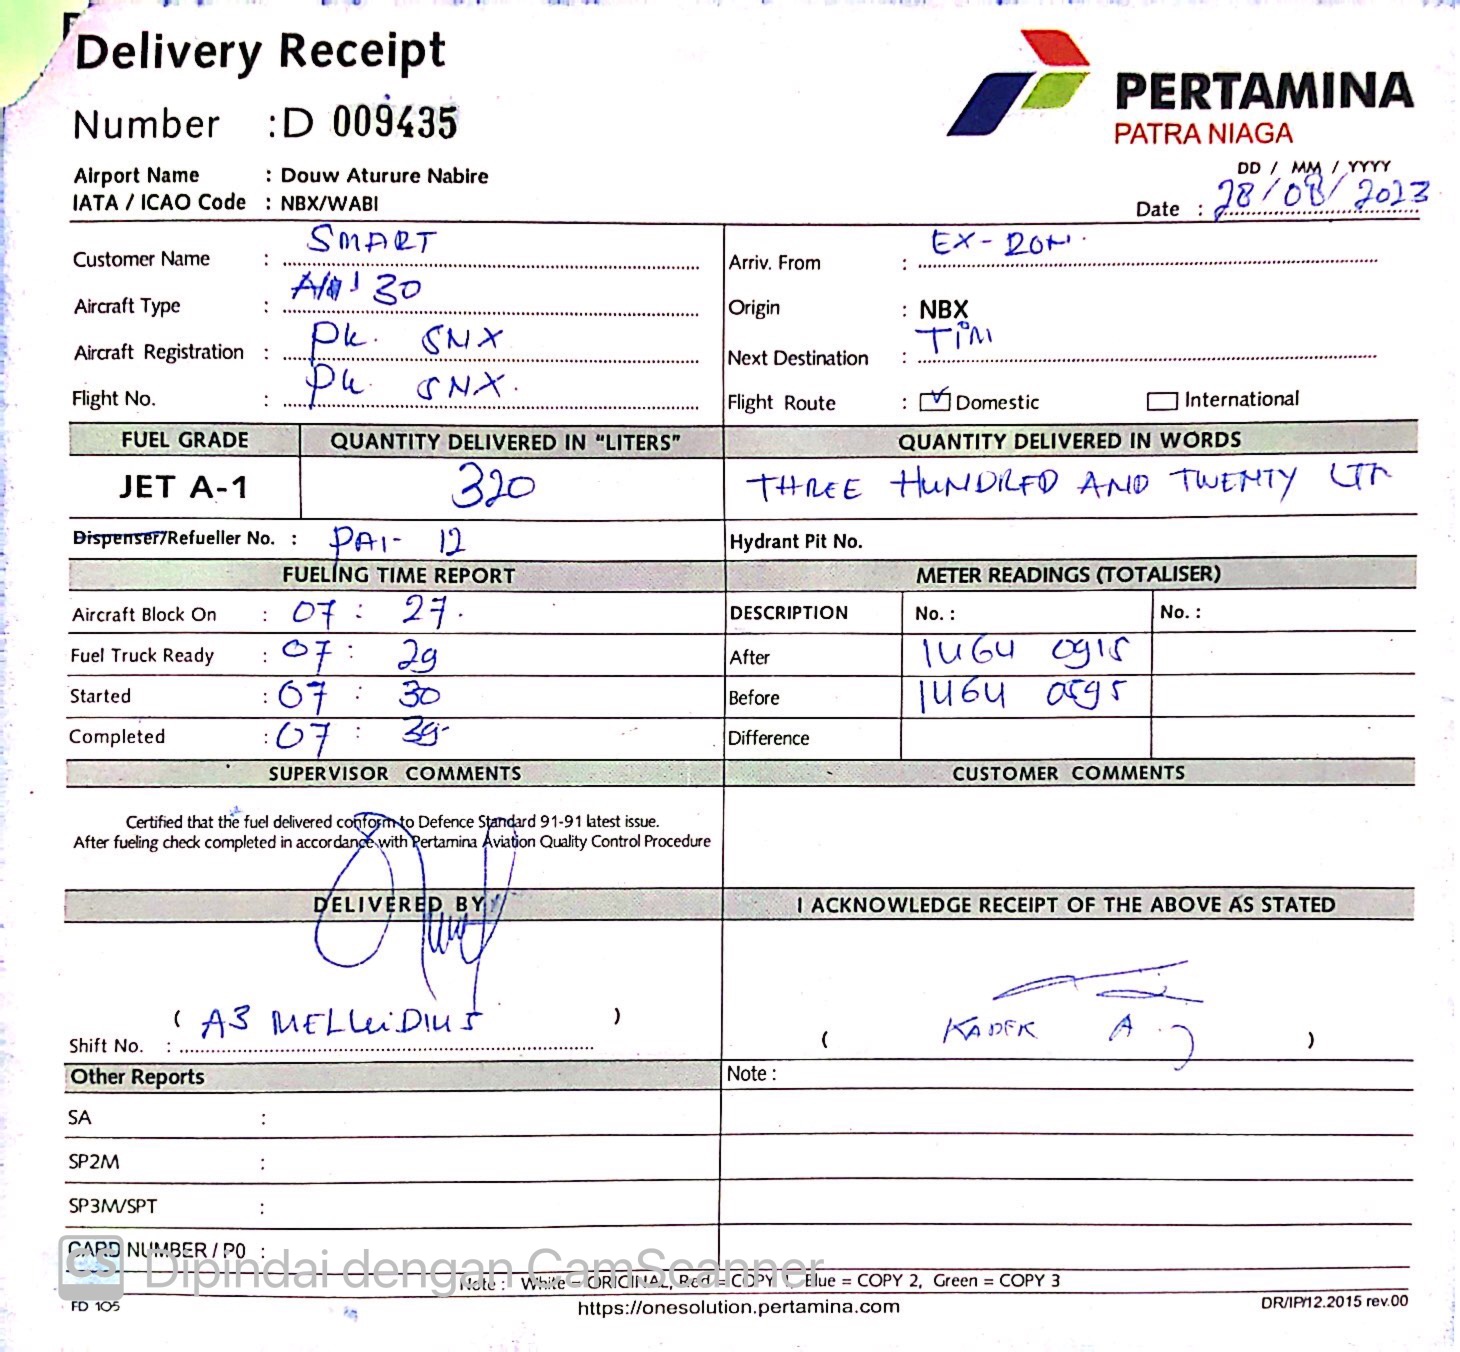 Delivery Receipt
Number : D 009435
PERTAMINA
PATRA NIAGA
Airport Name : Douw Aturure Nabire
IATA / ICAO Code : NBX/WABI
DD / MM / YYYY
Date : 28/08/2023
Customer Name : SMART
Aircraft Type : 30
Aircraft Registration : PK. SNX
Flight No. : PK. SNX.
Arriv. From : EX-RON.
Origin : NBX
Next Destination : TIM
Flight Route : Domestic International
FUEL GRADE QUANTITY DELIVERED IN "LITERS" QUANTITY DELIVERED IN WORDS
JET A-1 320 THREE HUNDRED AND TWENTY LTR
Dispenser/Refueller No. : PAI- 12 Hydrant Pit No.
FUELING TIME REPORT METER READINGS (TOTALISER)
Aircraft Block On : 07 : 27. DESCRIPTION No. : No. :
Fuel Truck Ready : 07 : 29 After 1464 0915
Started : 07 : 30 Before 1464 0595
Completed : 07 : 39 Difference
SUPERVISOR COMMENTS CUSTOMER COMMENTS
Certified that the fuel delivered conform to Defence Standard 91-91 latest issue.
After fueling check completed in accordance with Pertamina Aviation Quality Control Procedure
DELIVERED BY I ACKNOWLEDGE RECEIPT OF THE ABOVE AS STATED
( )
Shift No. :
( KADEK A . )
Other Reports Note :
SA :
SP2M :
SP3M/SPT :
CARD NUMBER / PO :
CS Dipindai dengan CamScanner
Note : White = ORIGINAL, Red = COPY 1, Blue = COPY 2, Green = COPY 3
FD 105 https://onesolution.pertamina.com DR/IP/12.2015 rev.00